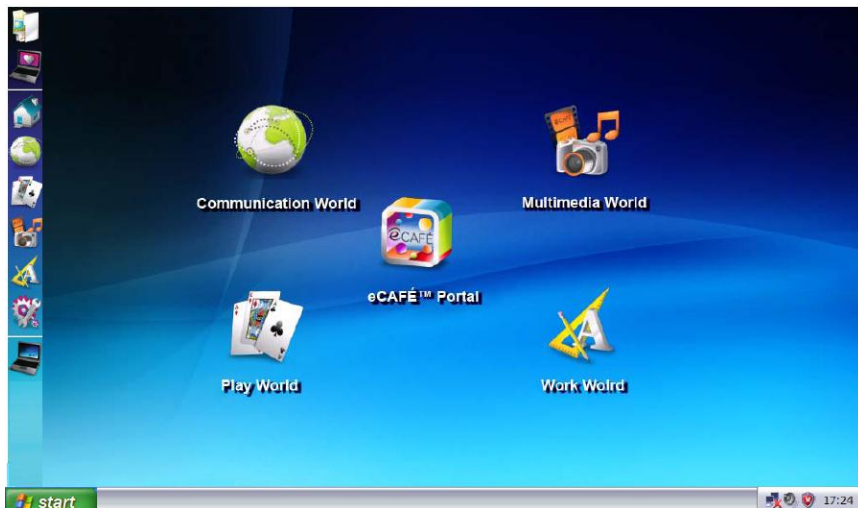 Communication World
Multimedia World
eCAFÉ
eCAFÉ™ Portal
Play World
Work Wolrd
start
17:24